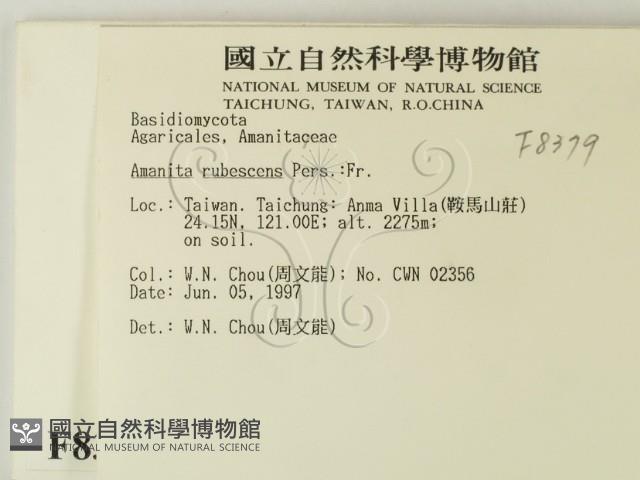 國立自然科學博物館
NATIONAL MUSEUM OF NATURAL SCIENCE
TAICHUNG, TAIWAN, R.O.CHINA
Basidiomycota
Agaricales, Amanitaceae
F8379
Amanita rubescens Pers.:Fr.
Loc.: Taiwan. Taichung: Anma Villa(鞍馬山莊)
24.15N, 121.00E; alt. 2275m;
on soil.
Col.: W.N. Chou(周文能); No. CWN 02356
Date: Jun. 05, 1997
Det.: W.N. Chou(周文能)
國立自然科學博物館
NATIONAL MUSEUM OF NATURAL SCIENCE